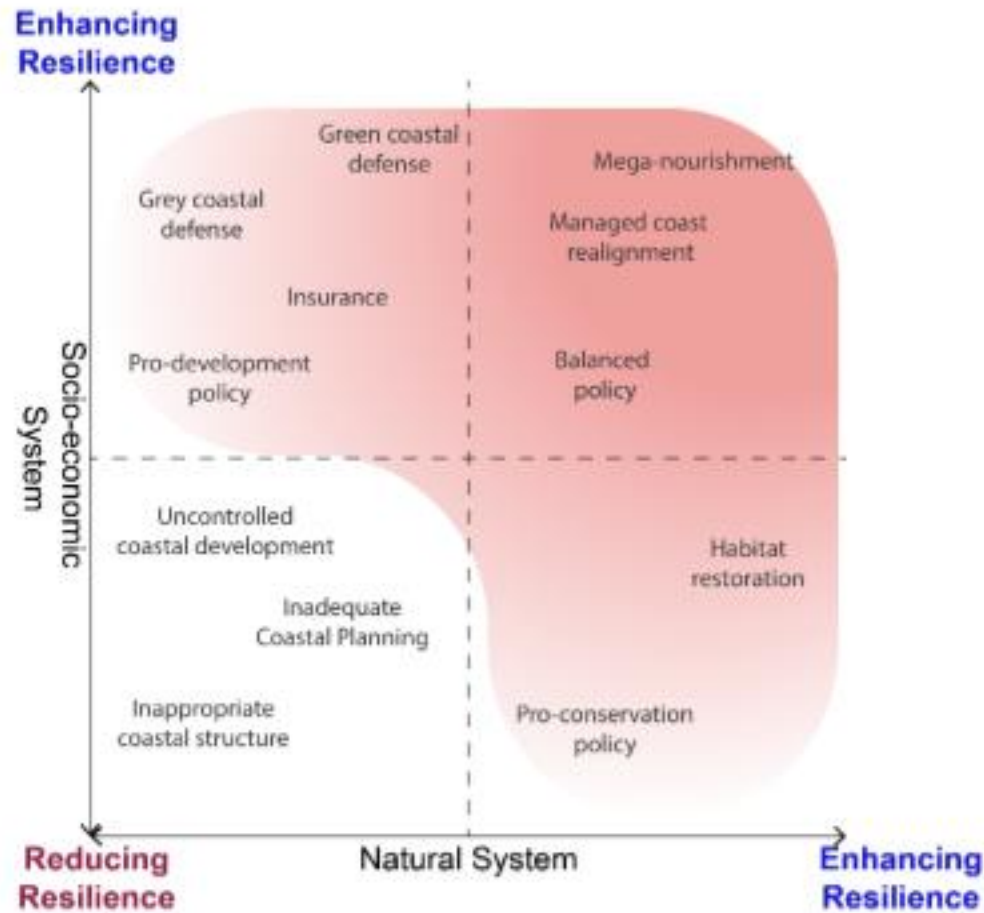 Enhancing
Resilience
Green coastal
defense
Mega-nourishment
Grey coastal
defense
Managed coast
realignment
Insurance
Pro-development
policy
Balanced
policy
Socio-economic
System
Uncontrolled
coastal development
Habitat
restoration
Inadequate
Coastal Planning
Inappropriate
coastal structure
Pro-conservation
policy
Reducing
Resilience
Natural System
Enhancing
Resilience